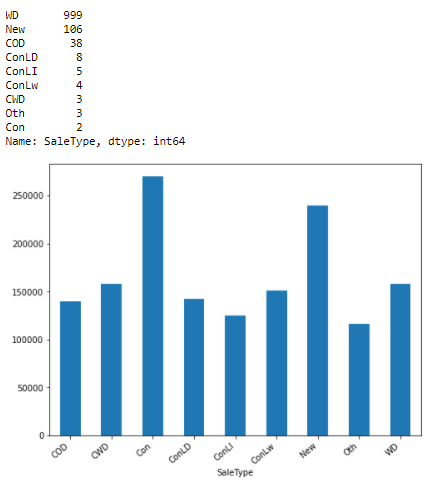 WD 999
New 106
COD 38
ConLD 8
ConLI 5
ConLw 4
CWD 3
Oth 3
Con 2
Name: SaleType, dtype: int64
250000
200000
150000
100000
50000
0
COD CWD Con ConLD ConLI ConLw New Oth WD
SaleType